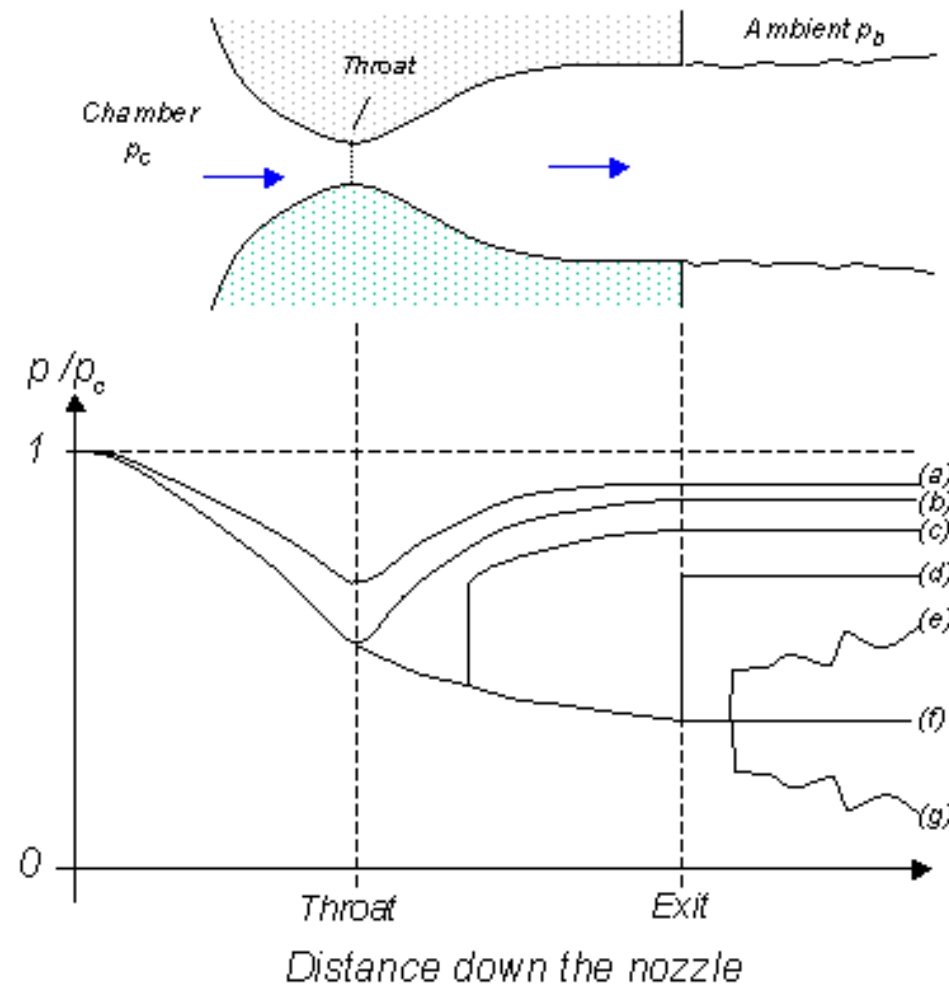 Ambient p_b
Throat
Chamber
p_c
p /p_c
1
(a)
(b)
(c)
(d)
(e)
(f)
(g)
0
Throat
Exit
Distance down the nozzle